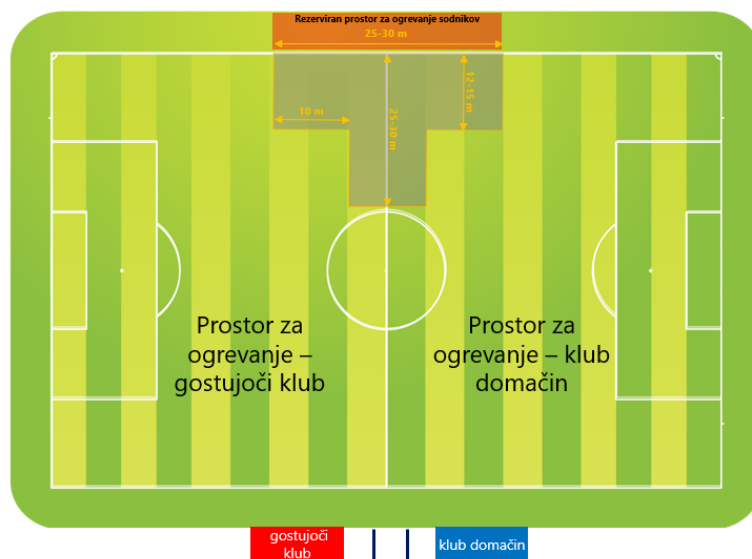 Rezerviran prostor za ogrevanje sodnikov
25-30 m
10 m
25-30 m
12-15 m
Prostor za
ogrevanje –
gostujoči klub
Prostor za
ogrevanje – klub
domačin
gostujoči
klub
klub domačin